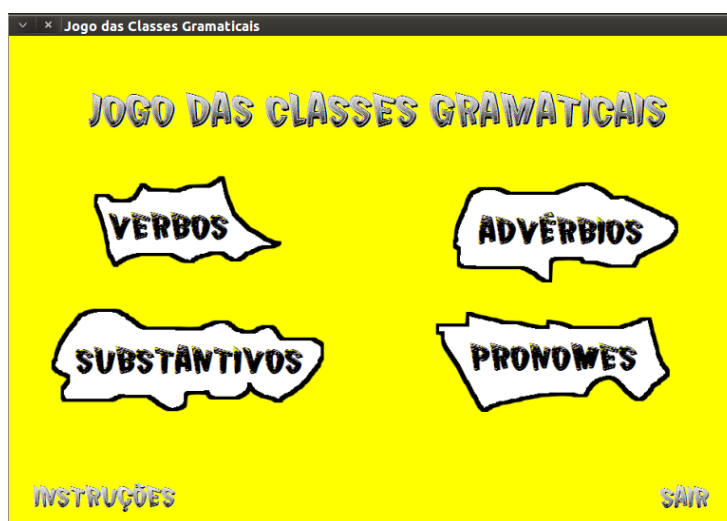 Jogo das Classes Gramaticais
JOGO DAS CLASSES GRAMATICAIS
VERBOS
ADVÉRBIOS
SUBSTANTIVOS
PRONOMES
INSTRUÇÕES
SAIR